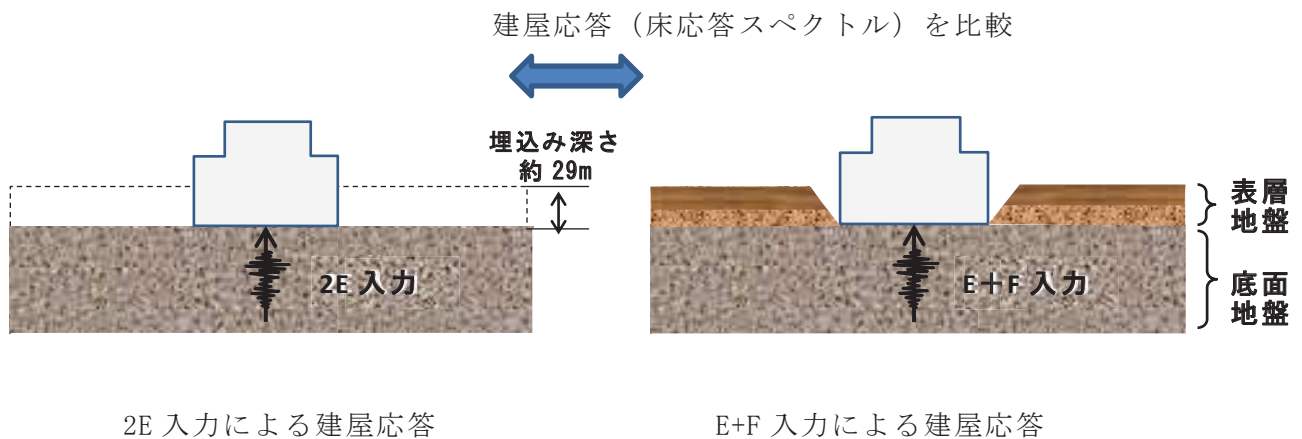 建屋応答（床応答スペクトル）を比較
埋込み深さ
約 29m
2E 入力
E＋F 入力
表層
地盤
底面
地盤
2E 入力による建屋応答
E+F 入力による建屋応答